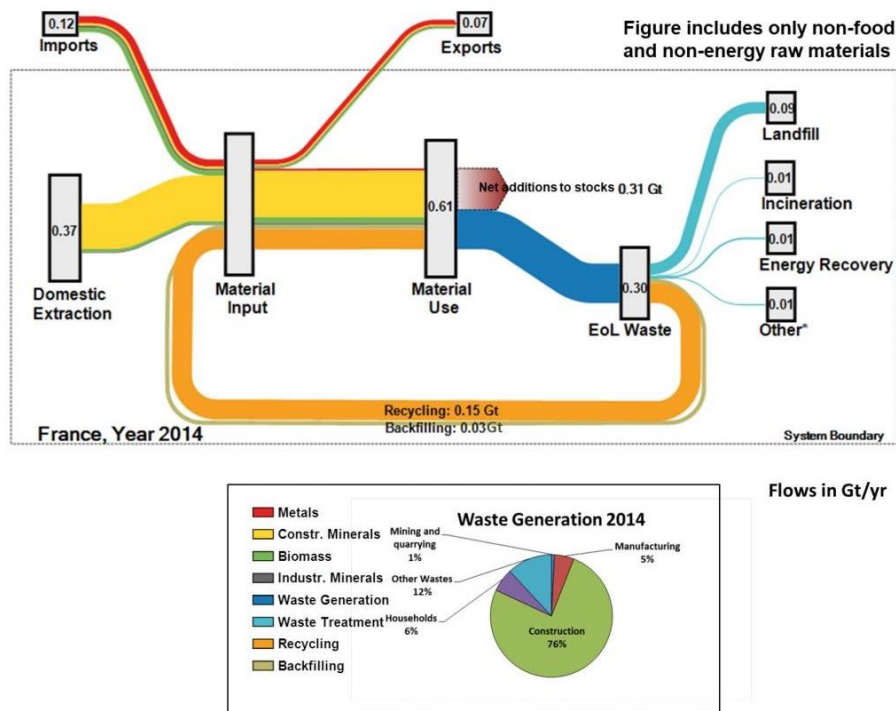 0.12
Imports
0.07
Exports
Figure includes only non-food
and non-energy raw materials
0.09
Landfill
0.01
Incineration
0.01
Energy Recovery
0.01
Other*
0.37
Domestic
Extraction
Material
Input
0.61
Material
Use
Net additions to stocks 0.31 Gt
0.30
EoL Waste
Recycling: 0.15 Gt
Backfilling: 0.03Gt
France, Year 2014
System Boundary
Flows in Gt/yr
Metals
Constr. Minerals
Biomass
Industr. Minerals
Waste Generation
Waste Treatment
Recycling
Backfilling
Waste Generation 2014
Mining and
quarrying
1%
Manufacturing
5%
Other Wastes
12%
Households
6%
Construction
76%